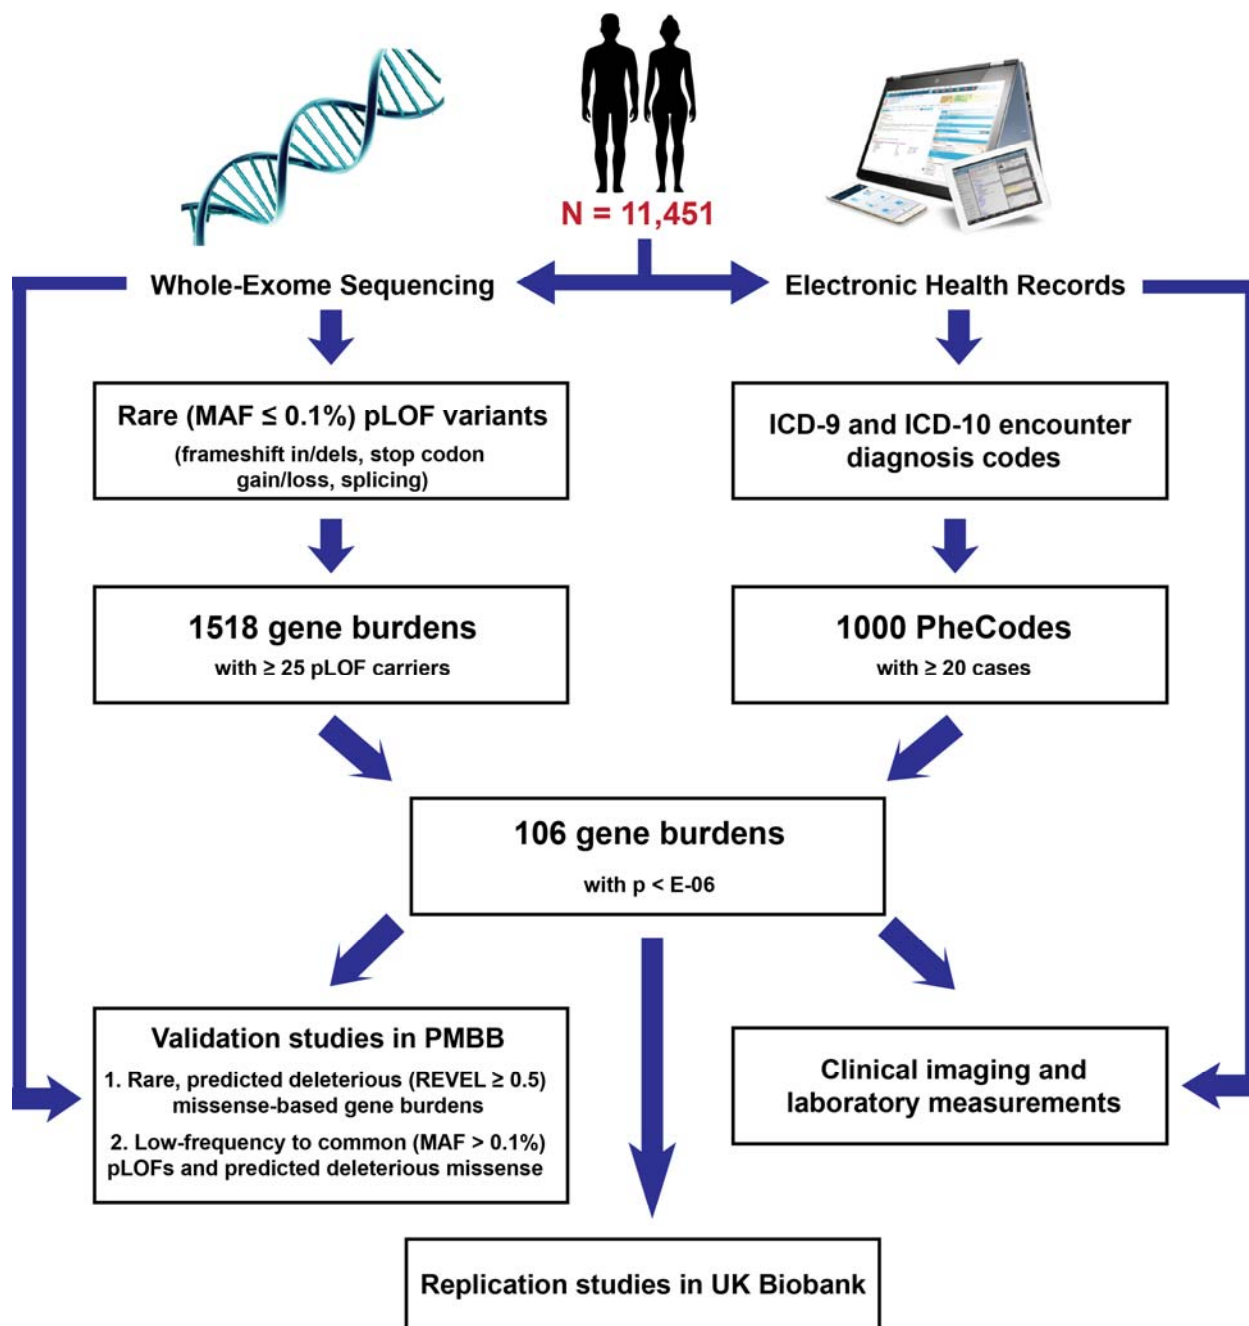 N = 11,451
Whole-Exome Sequencing
Electronic Health Records
Rare (MAF ≤ 0.1%) pLOF variants
(frameshift in/dels, stop codon
gain/loss, splicing)
ICD-9 and ICD-10 encounter
diagnosis codes
1518 gene burdens
with ≥ 25 pLOF carriers
1000 PheCodes
with ≥ 20 cases
106 gene burdens
with p < E-06
Validation studies in PMBB
1. Rare, predicted deleterious (REVEL ≥ 0.5)
missense-based gene burdens
2. Low-frequency to common (MAF > 0.1%)
pLOFs and predicted deleterious missense
Clinical imaging and
laboratory measurements
Replication studies in UK Biobank